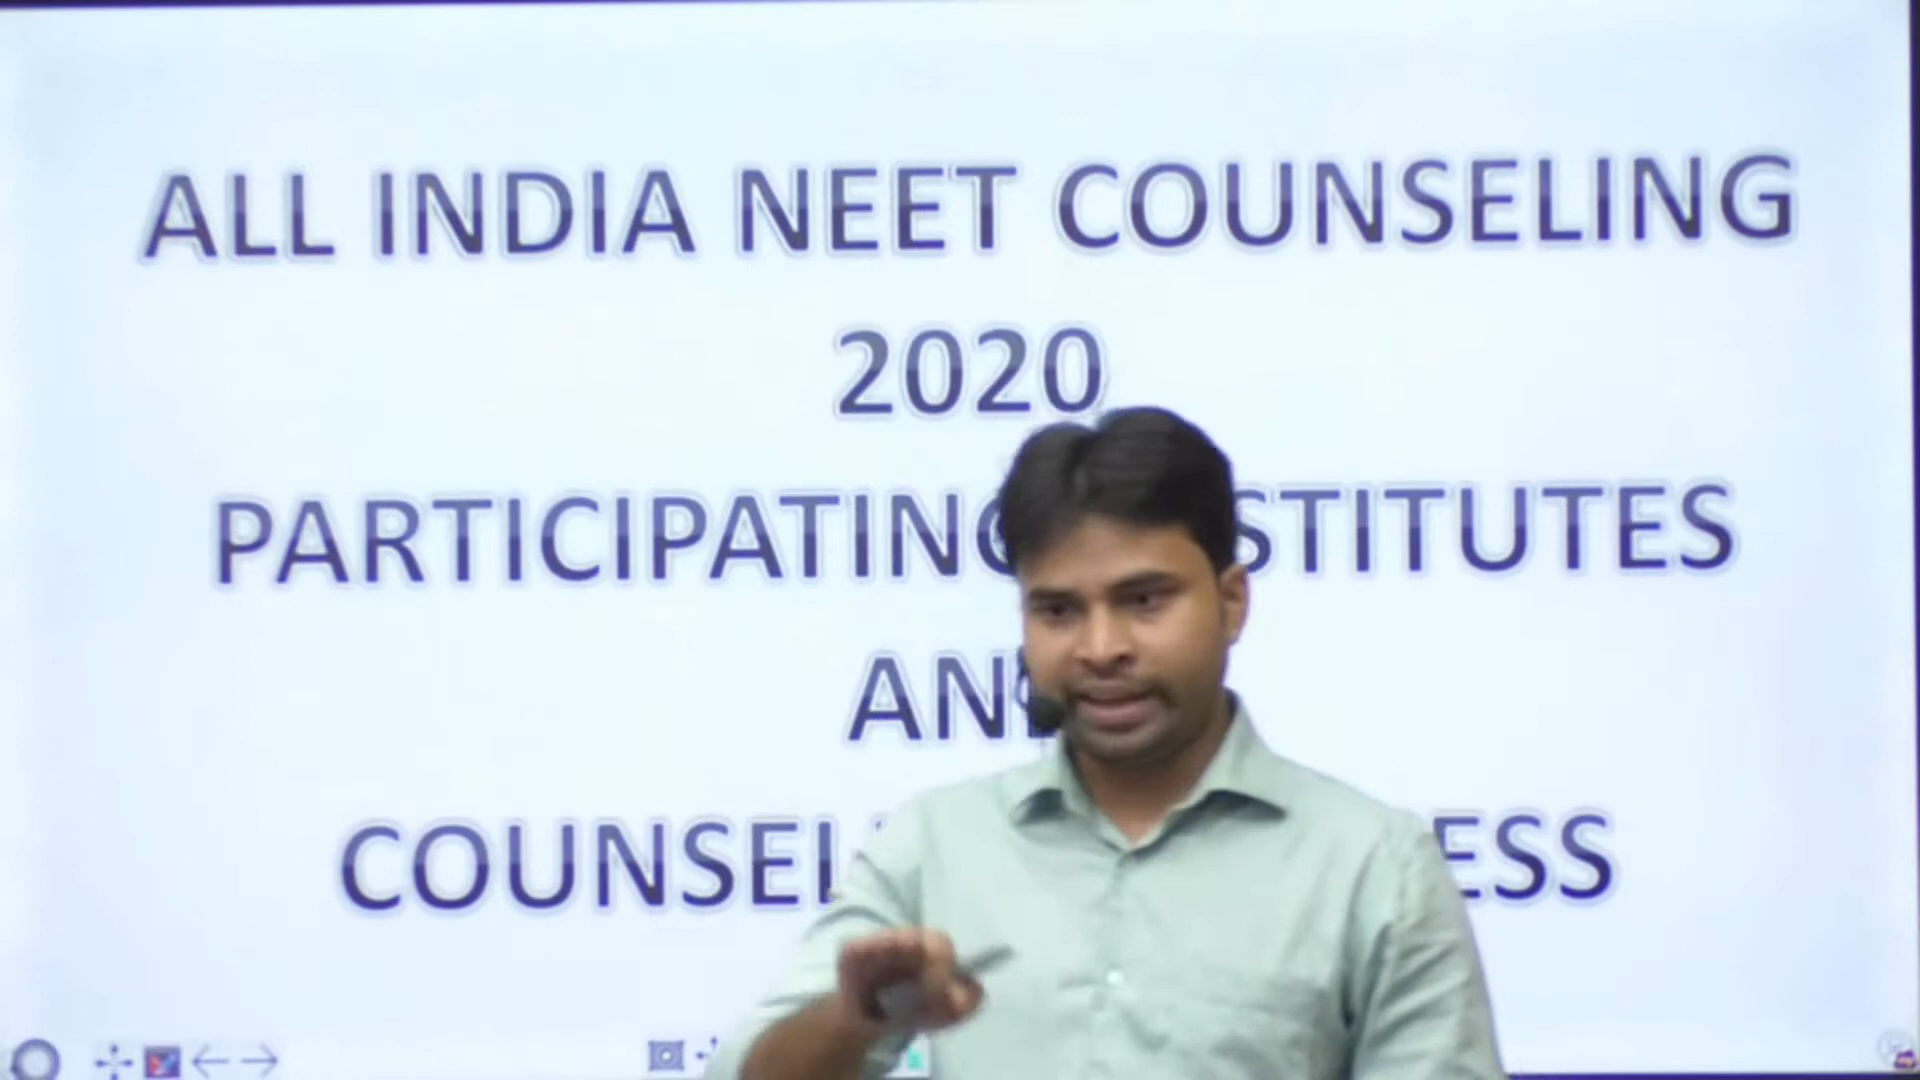 ALL INDIA NEET COUNSELING
2020
PARTICIPATING STITUTES
AN
COUNSEL ESS